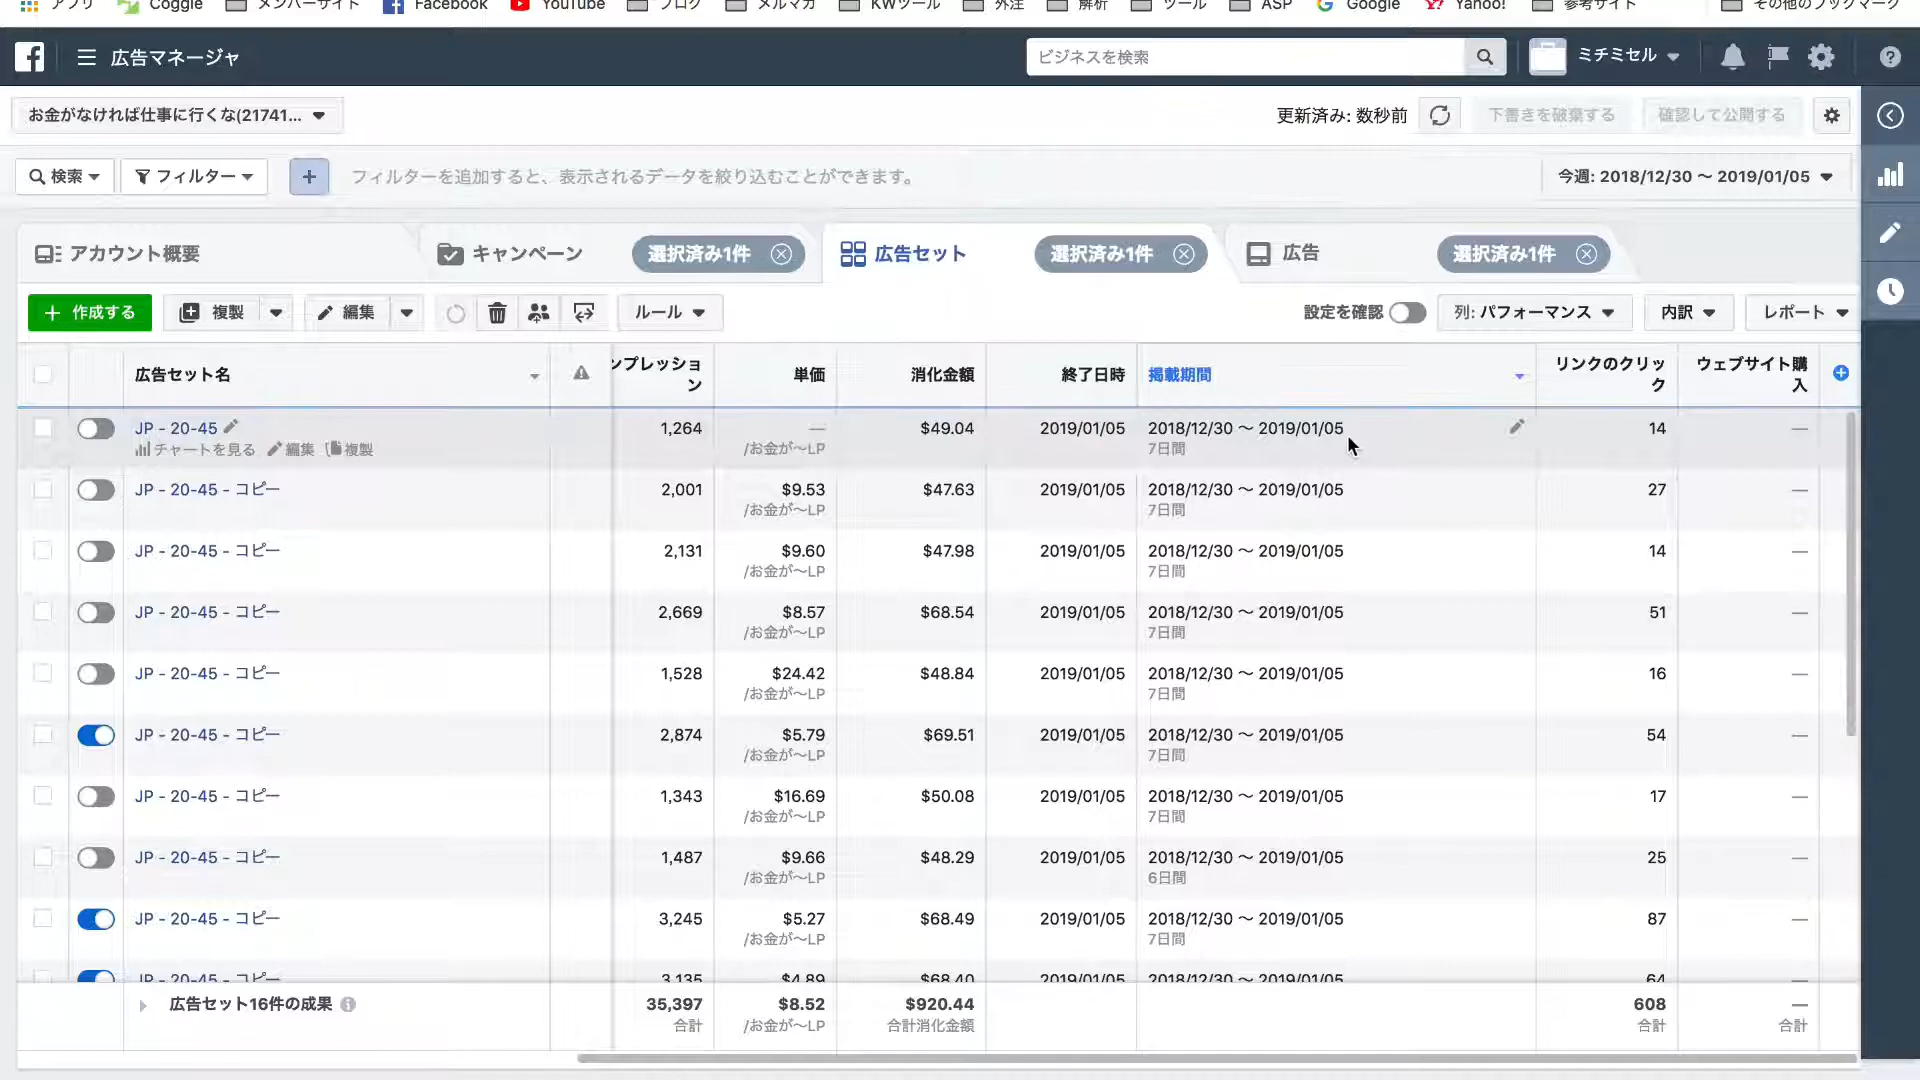 アプリ Coggle メンバーサイト Facebook YouTube ブログ メルマガ KWツール 外注 解析 ツール ASP Google Yahoo! 参考サイト その他のブックマーク
広告マネージャ ビジネスを検索 ミチミセル
お金がなければ仕事に行くな(21741... 更新済み: 数秒前 下書きを破棄する 確認して公開する
検索 フィルター + フィルターを追加すると、表示されるデータを絞り込むことができます。 今週: 2018/12/30 〜 2019/01/05
アカウント概要 キャンペーン 選択済み1件 広告セット 選択済み1件 広告 選択済み1件
+ 作成する 複製 編集 ルール 設定を確認 列: パフォーマンス 内訳 レポート
広告セット名 ンプレッション 単価 消化金額 終了日時 掲載期間 リンクのクリック ウェブサイト購入
JP - 20-45 1,264 — $49.04 2019/01/05 2018/12/30 〜 2019/01/05 14 —
チャートを見る 編集 複製 /お金が〜LP 7日間
JP - 20-45 - コピー 2,001 $9.53 $47.63 2019/01/05 2018/12/30 〜 2019/01/05 27 —
/お金が〜LP 7日間
JP - 20-45 - コピー 2,131 $9.60 $47.98 2019/01/05 2018/12/30 〜 2019/01/05 14 —
/お金が〜LP 7日間
JP - 20-45 - コピー 2,669 $8.57 $68.54 2019/01/05 2018/12/30 〜 2019/01/05 51 —
/お金が〜LP 7日間
JP - 20-45 - コピー 1,528 $24.42 $48.84 2019/01/05 2018/12/30 〜 2019/01/05 16 —
/お金が〜LP 7日間
JP - 20-45 - コピー 2,874 $5.79 $69.51 2019/01/05 2018/12/30 〜 2019/01/05 54 —
/お金が〜LP 7日間
JP - 20-45 - コピー 1,343 $16.69 $50.08 2019/01/05 2018/12/30 〜 2019/01/05 17 —
/お金が〜LP 7日間
JP - 20-45 - コピー 1,487 $9.66 $48.29 2019/01/05 2018/12/30 〜 2019/01/05 25 —
/お金が〜LP 6日間
JP - 20-45 - コピー 3,245 $5.27 $68.49 2019/01/05 2018/12/30 〜 2019/01/05 87 —
/お金が〜LP 7日間
JP - 20-45 - コピー 3,135 $4.89 $68.40 2019/01/05 2018/12/30 〜 2019/01/05 64 —
広告セット16件の成果 35,397 $8.52 $920.44 608 —
合計 /お金が〜LP 合計消化金額 合計 合計